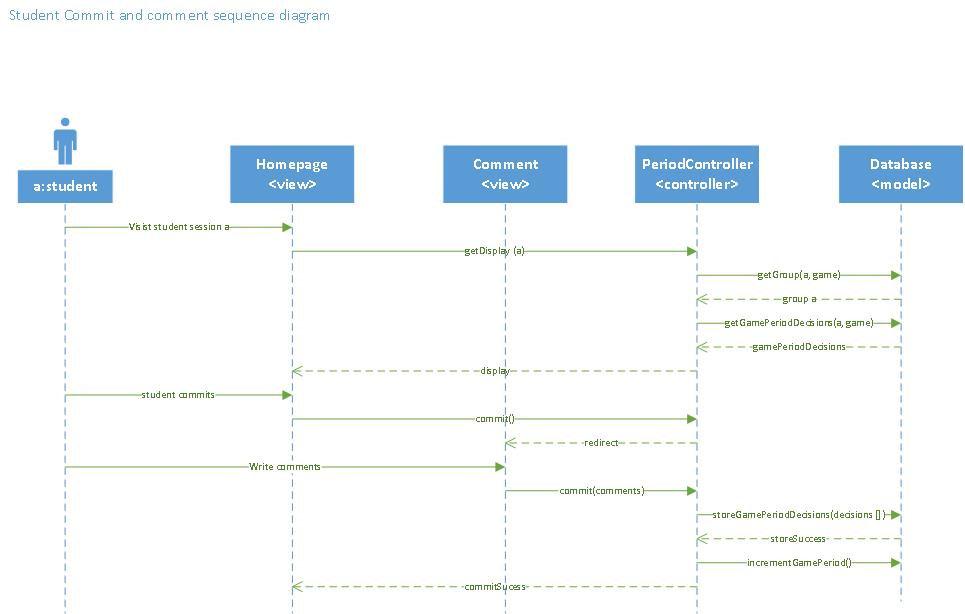 Student Commit and comment sequence diagram
a:student
Homepage
<view>
Comment
<view>
PeriodController
<controller>
Database
<model>
Visist student session a
getDisplay (a)
getGroup(a, game)
group a
getGamePeriodDecisions(a, game)
gamePeriodDecisions
display
student commits
commit()
redirect
Write comments
commit(comments)
storeGamePeriodDecisions(decisions [])
storeSuccess
incrementGamePeriod()
commitSucess